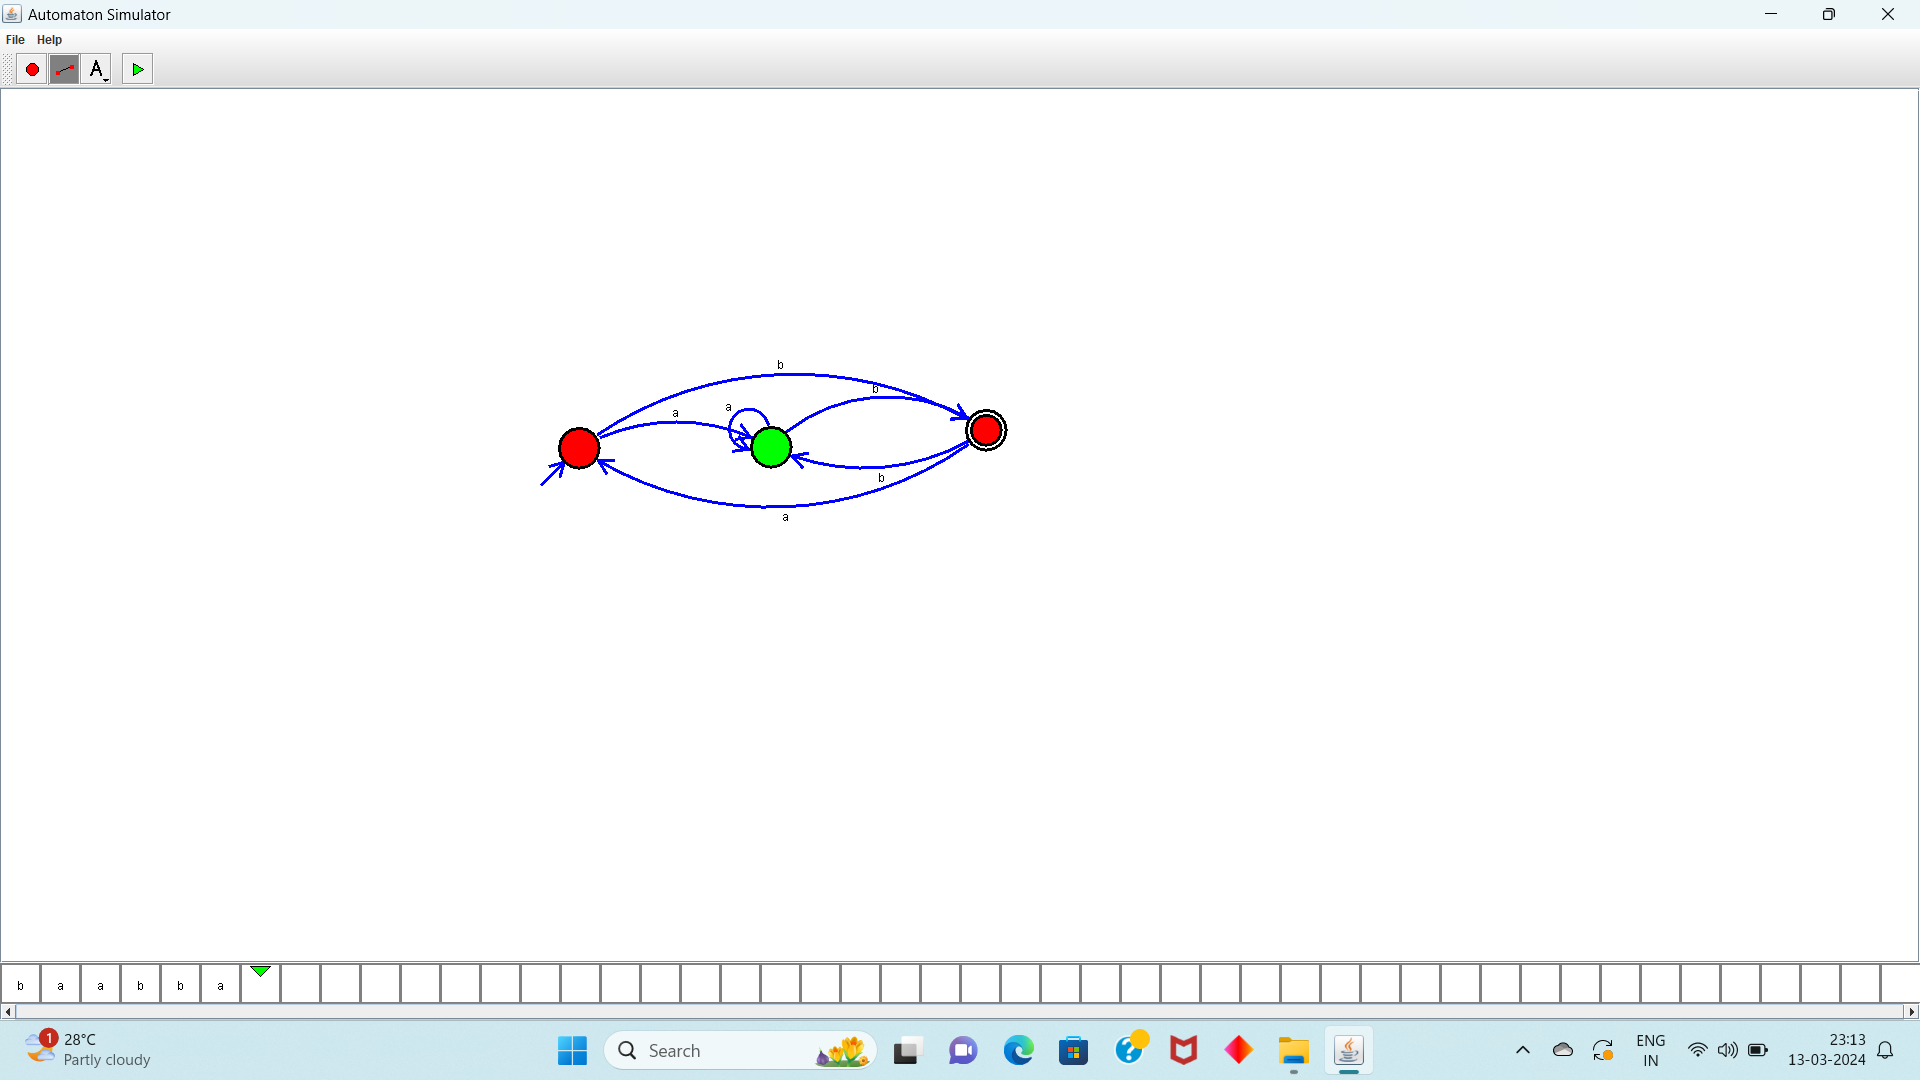 Automaton Simulator
File Help
A
b
b
a
a
b
a
b a a b b a
1
28°C
Partly cloudy
Search
ENG
IN
23:13
13-03-2024